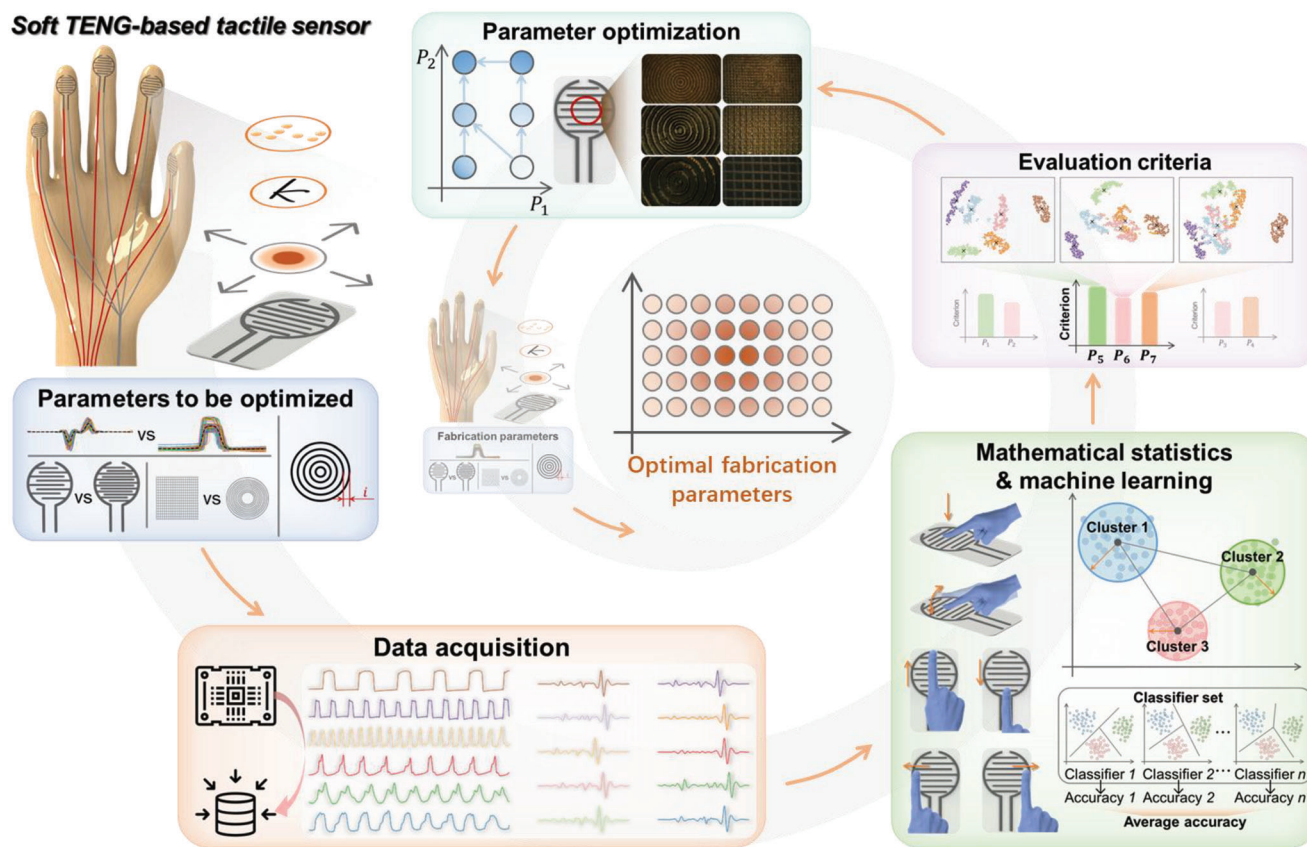 Soft TENG-based tactile sensor
Parameter optimization
P2
P1
Evaluation criteria
Criterion
P1 P2
Criterion
P5 P6 P7
Criterion
P3 P4
Parameters to be optimized
VS
VS
VS
i
Fabrication parameters
VS
VS
i
Optimal fabrication
parameters
Mathematical statistics
& machine learning
Cluster 1
Cluster 2
Cluster 3
Classifier set
...
Classifier 1 Classifier 2 ... Classifier n
Accuracy 1 Accuracy 2 Accuracy n
Average accuracy
Data acquisition